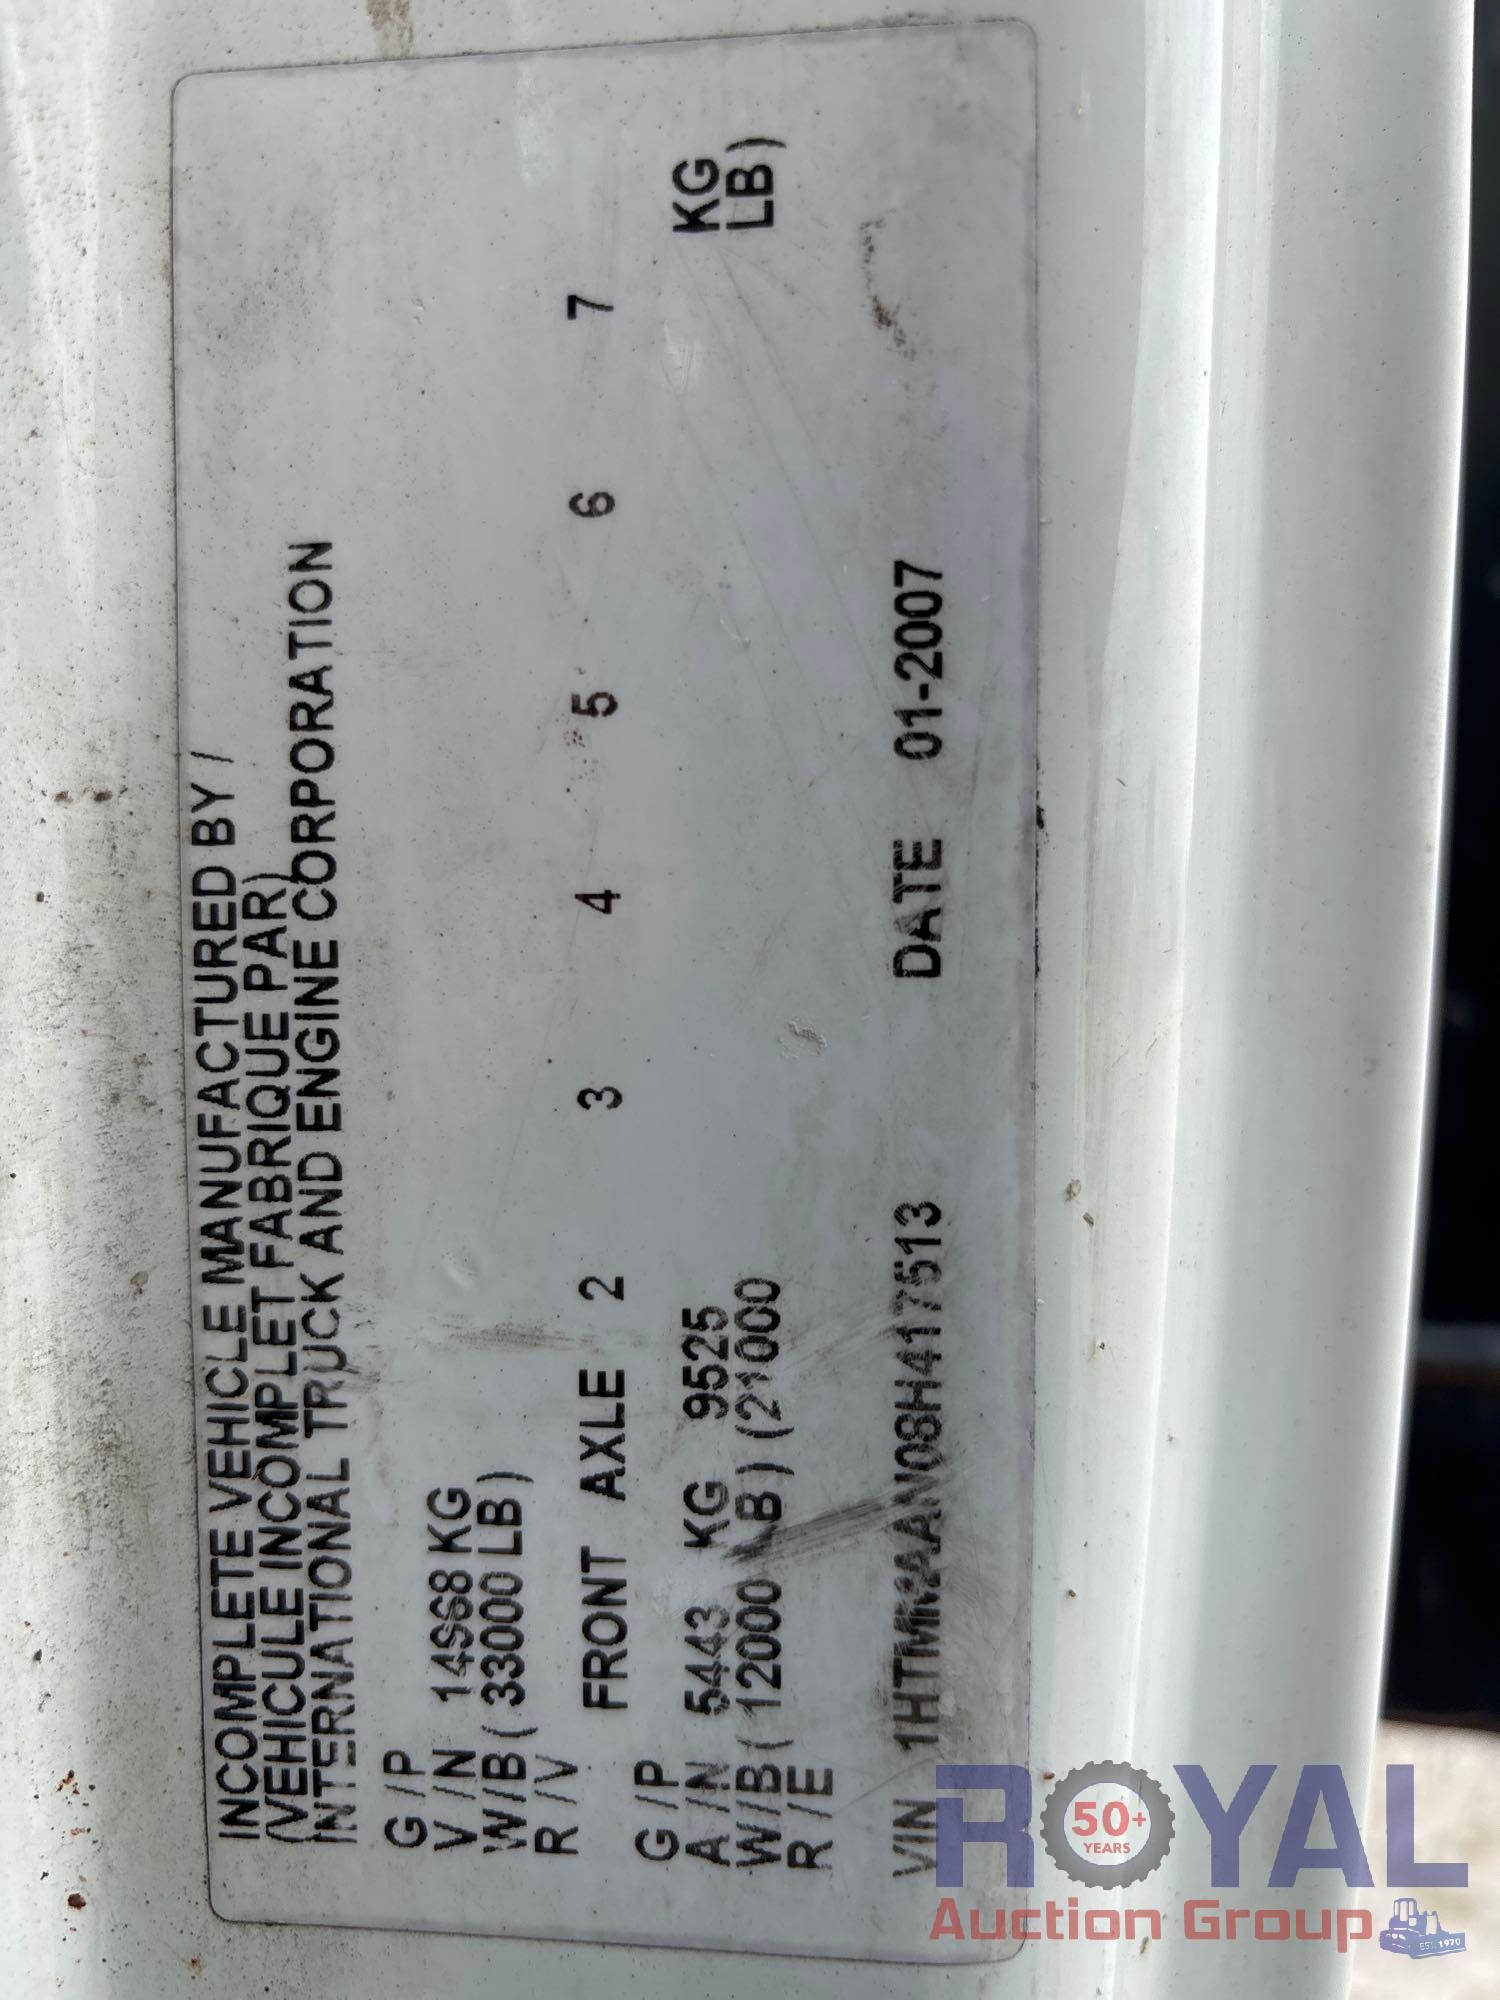 INCOMPLETE VEHICLE MANUFACTURED BY /
(VEHICULE INCOMPLET FABRIQUE PAR)
INTERNATIONAL TRUCK AND ENGINE CORPORATION
G / P
V / N 14968 KG
W / B ( 33000 LB )
R / V
FRONT AXLE 2 3 4 5 6 7
G / P
A / N 5443 KG 9525 KG
W / B ( 12000 LB ) (21000 LB )
R / E
VIN 1HTMMAAN08H417513 DATE 01-2007
ROYAL
50+
YEARS
Auction Group
EST. 1970